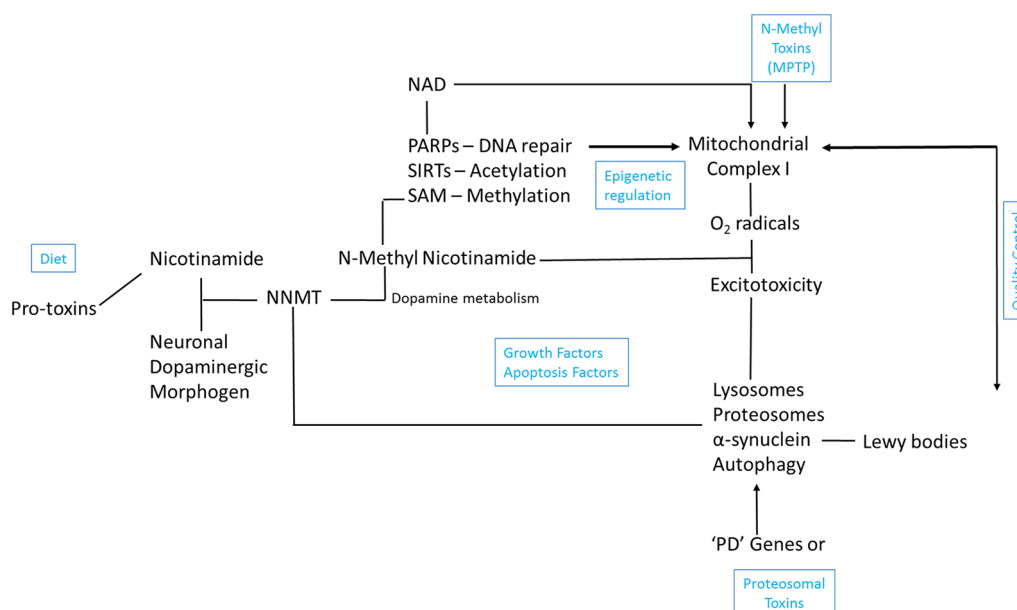 N-Methyl
Toxins
(MPTP)
NAD
PARPs – DNA repair
SIRTs – Acetylation
SAM – Methylation
Mitochondrial
Complex I
Epigenetic
regulation
O₂ radicals
Diet
Nicotinamide
N-Methyl Nicotinamide
Excitotoxicity
Quality Control
Pro-toxins
NNMT
Dopamine metabolism
Neuronal
Dopaminergic
Morphogen
Growth Factors
Apoptosis Factors
Lysosomes
Proteosomes
α-synuclein
Autophagy
Lewy bodies
‘PD’ Genes or
Proteosomal
Toxins